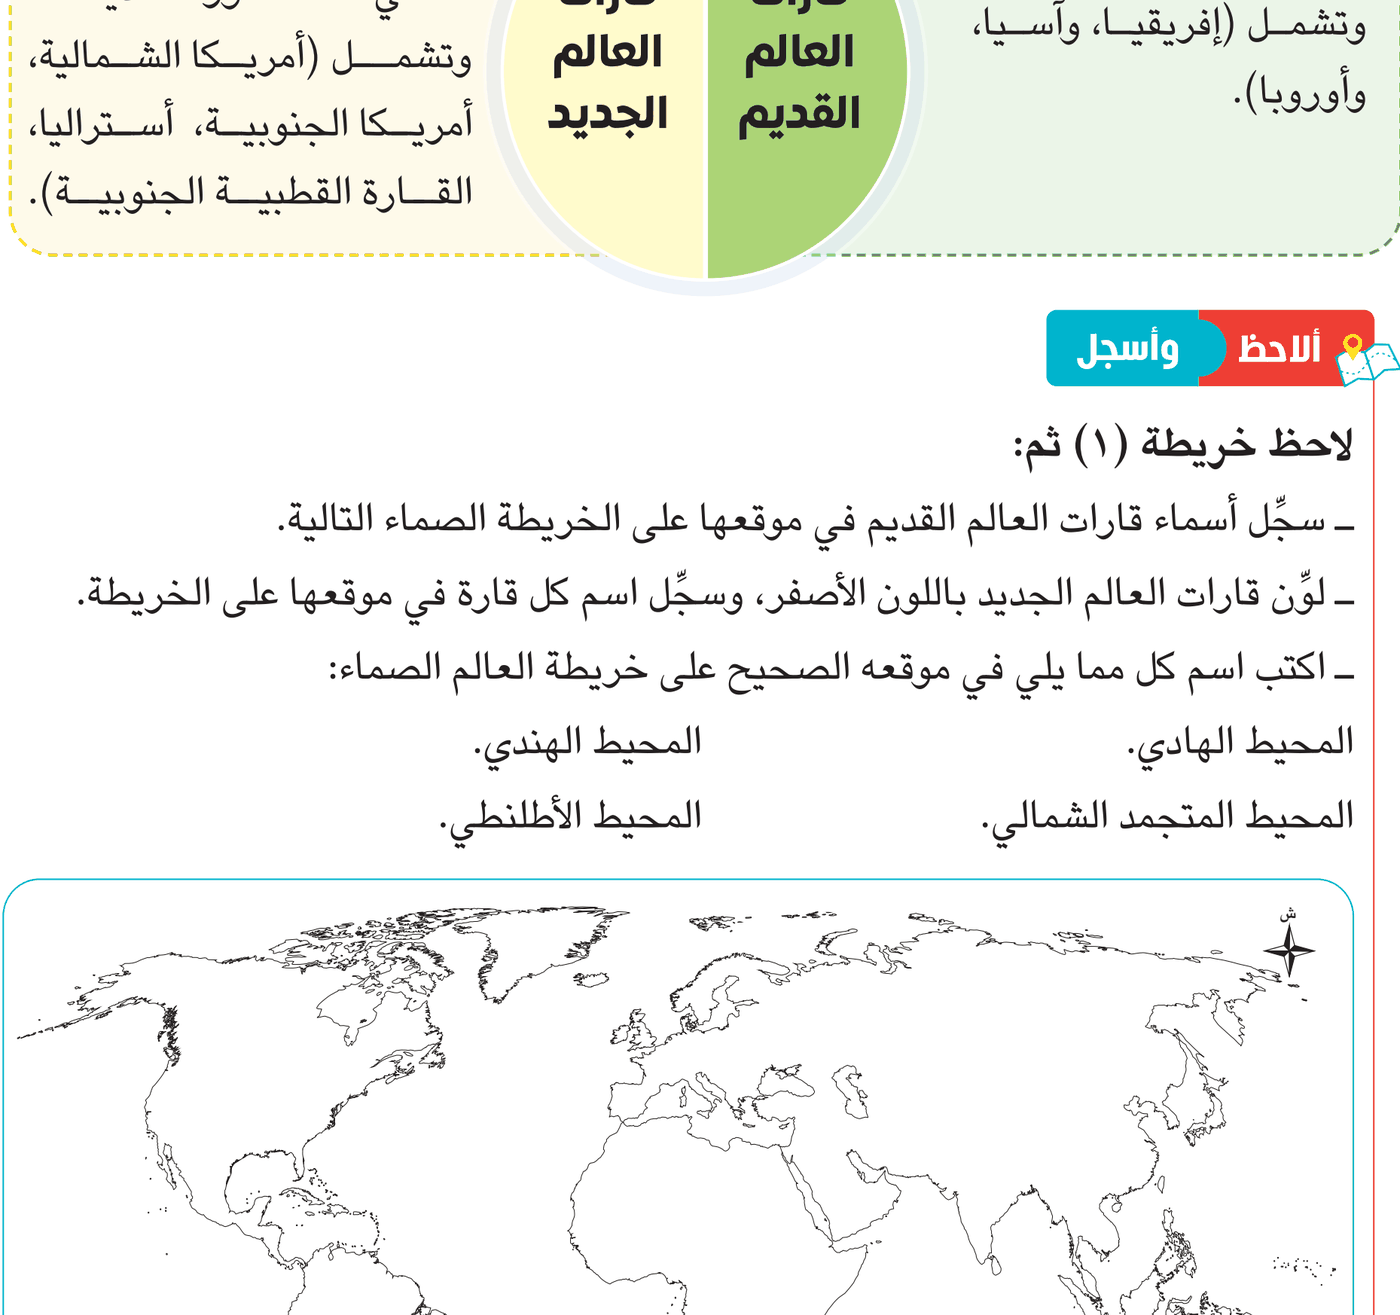 وتشمل (إفريقيا، وآسيا،
وأوروبا).
العالم
القديم
العالم
الجديد
وتشمل (أمريكا الشمالية،
أمريكا الجنوبية، أستراليا،
القارة القطبية الجنوبية).
ألاحظ وأسجل
لاحظ خريطة (١) ثم:
ـ سجِّل أسماء قارات العالم القديم في موقعها على الخريطة الصماء التالية.
ـ لوِّن قارات العالم الجديد باللون الأصفر، وسجِّل اسم كل قارة في موقعها على الخريطة.
ـ اكتب اسم كل مما يلي في موقعه الصحيح على خريطة العالم الصماء:
المحيط الهادي. المحيط الهندي.
المحيط المتجمد الشمالي. المحيط الأطلنطي.
ش